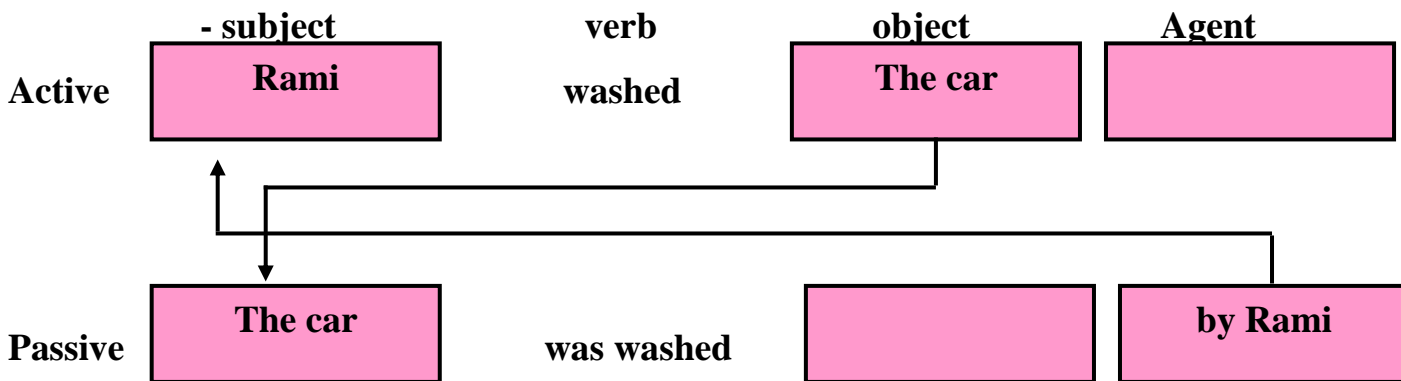 - subject verb object Agent
Active Rami washed The car
Passive The car was washed by Rami